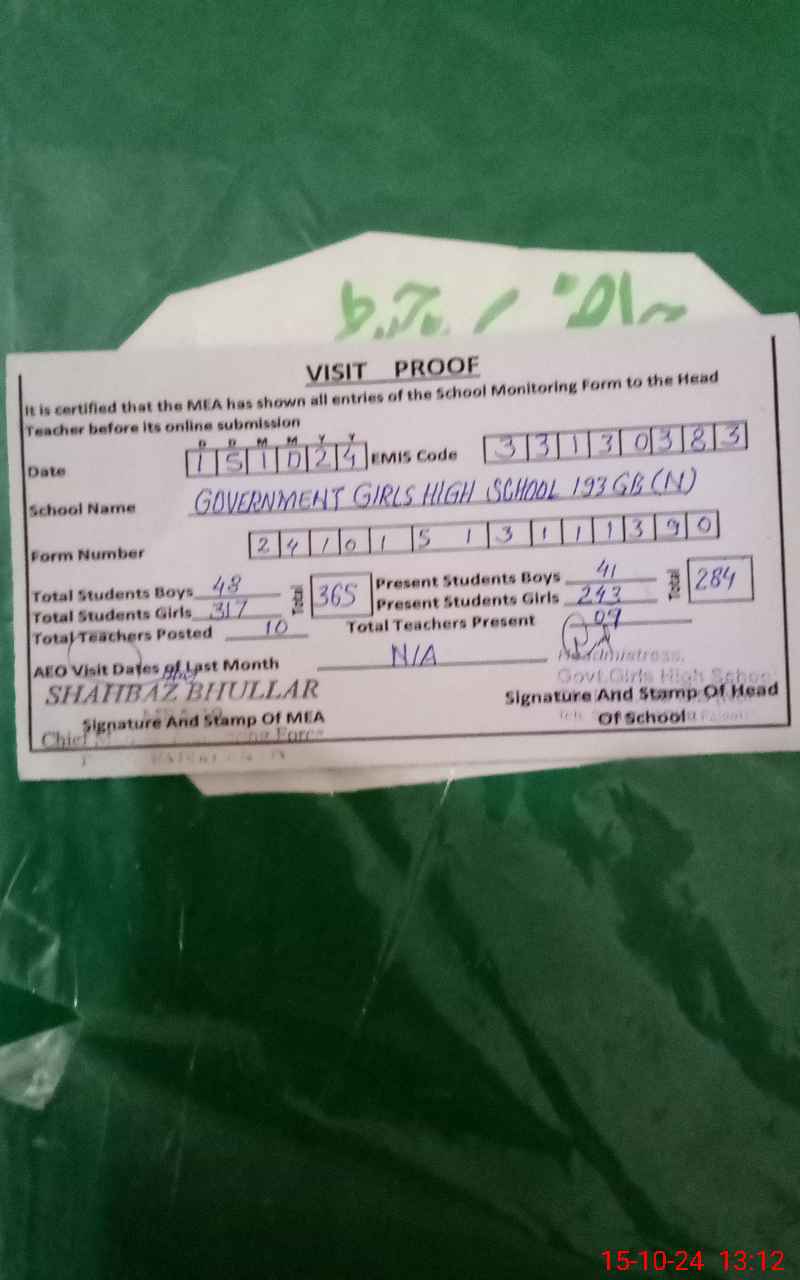 VISIT PROOF
It is certified that the MEA has shown all entries of the School Monitoring Form to the Head
Teacher before its online submission
D D M M Y Y
Date 1 5 1 0 2 4 EMIS Code 3 3 1 3 0 3 8 3
School Name GOVERNMENT GIRLS HIGH SCHOOL 193 GB (N)
Form Number 2 4 1 0 1 5 1 3 1 1 1 3 9 0
Total Students Boys 48 Total 365 Present Students Boys 41 Total 284
Total Students Girls 317 Present Students Girls 243
Total Teachers Posted 10 Total Teachers Present 09
AEO Visit Dates of Last Month N/A Headmistress.
SHAHBAZ BHULLAR Govt.Girls High School
Signature And Stamp Of MEA Signature And Stamp Of Head
Of School
Chief Force
15-10-24 13:12